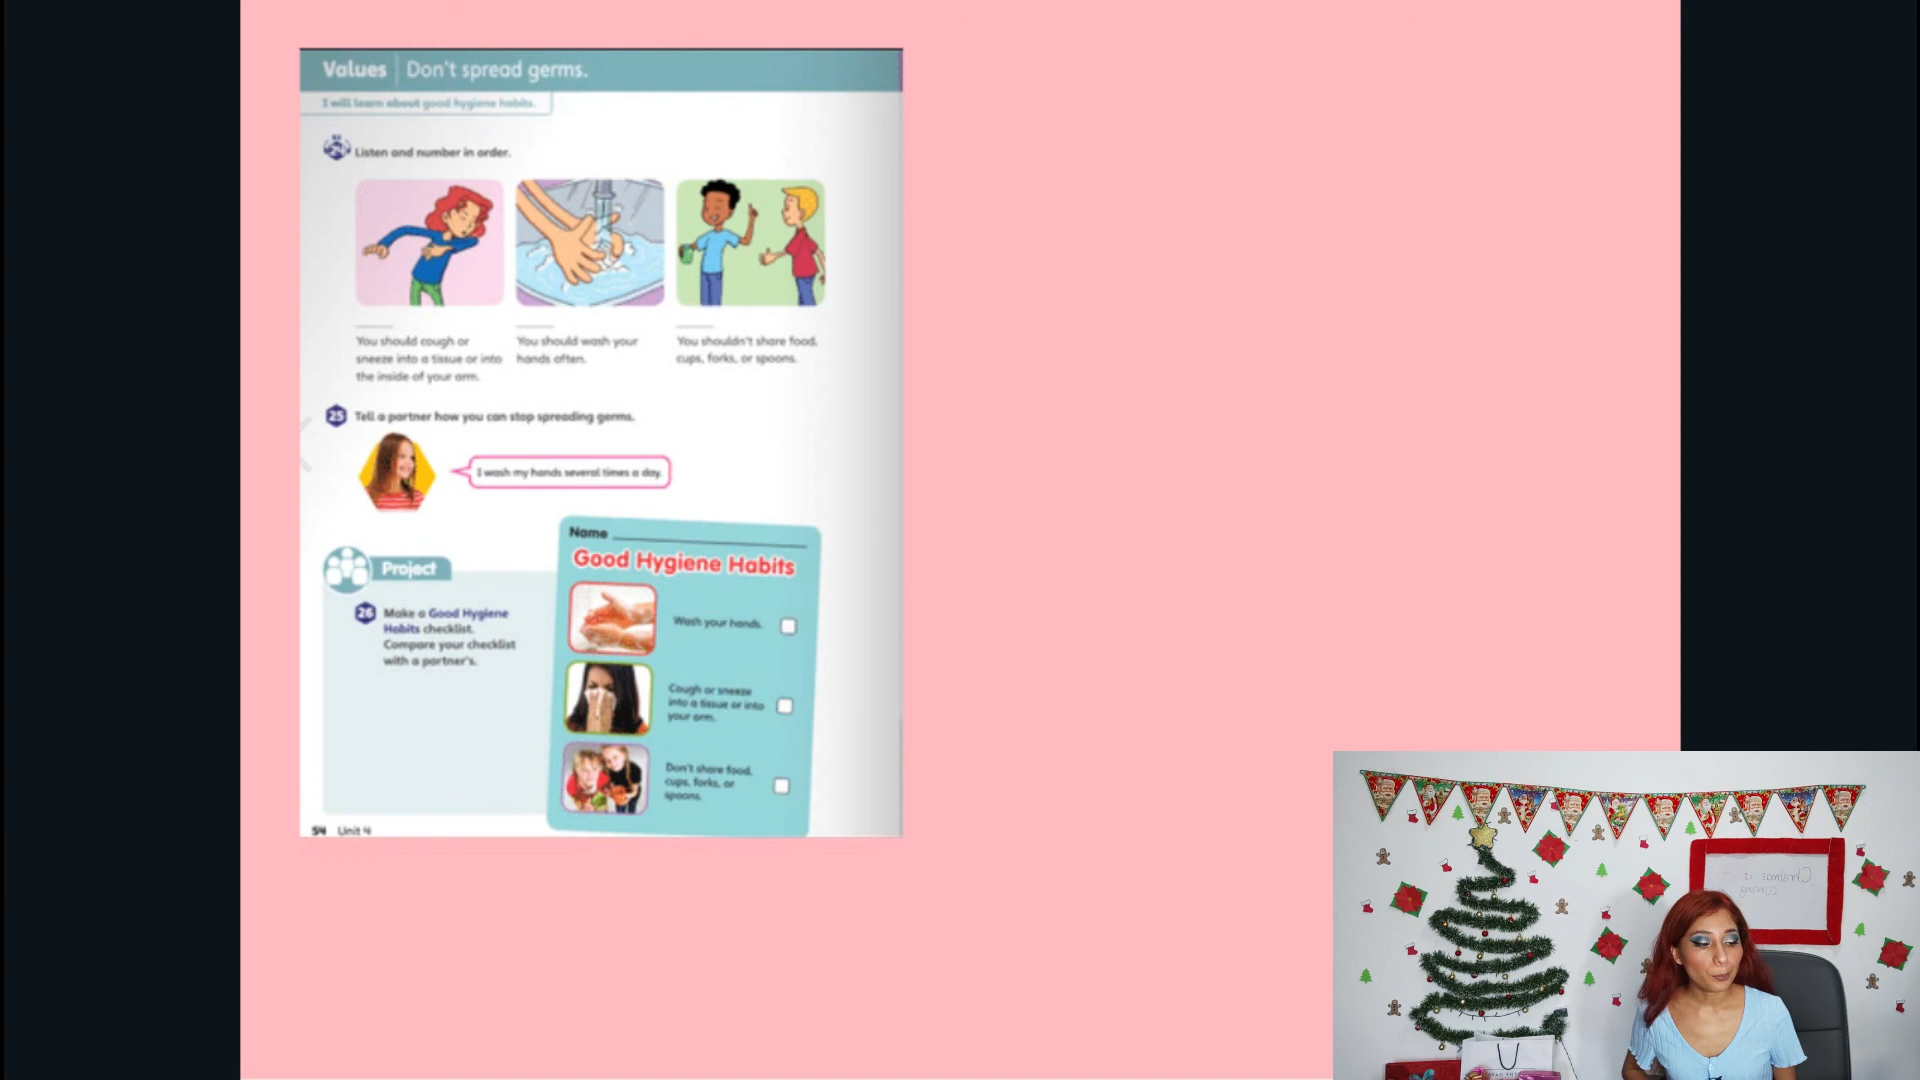 Values Don't spread germs.
I will learn about good hygiene habits.
Listen and number in order.
You should cough or
sneeze into a tissue or into
the inside of your arm.
You should wash your
hands often.
You shouldn't share food,
cups, forks, or spoons.
25 Tell a partner how you can stop spreading germs.
I wash my hands several times a day.
Project
26 Make a Good Hygiene
Habits checklist.
Compare your checklist
with a partner's.
Name
Good Hygiene Habits
Wash your hands.
Cough or sneeze
into a tissue or into
your arm.
Don't share food,
cups, forks, or
spoons.
54 Unit 4
Christmas is
coming